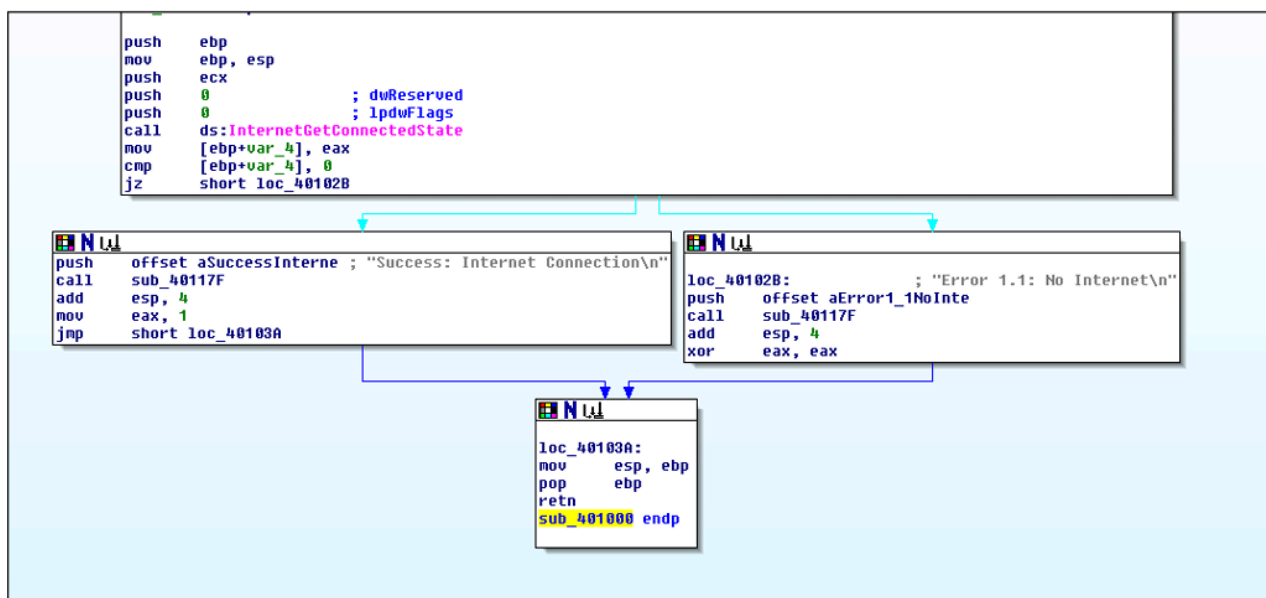 push ebp
mov ebp, esp
push ecx
push 0 ; dwReserved
push 0 ; lpdwFlags
call ds:InternetGetConnectedState
mov [ebp+var_4], eax
cmp [ebp+var_4], 0
jz short loc_40102B
N
push offset aSuccessInterne ; "Success: Internet Connection\n"
call sub_40117F
add esp, 4
mov eax, 1
jmp short loc_40103A
N
loc_40102B: ; "Error 1.1: No Internet\n"
push offset aError1_1NoInte
call sub_40117F
add esp, 4
xor eax, eax
N
loc_40103A:
mov esp, ebp
pop ebp
retn
sub_401000 endp